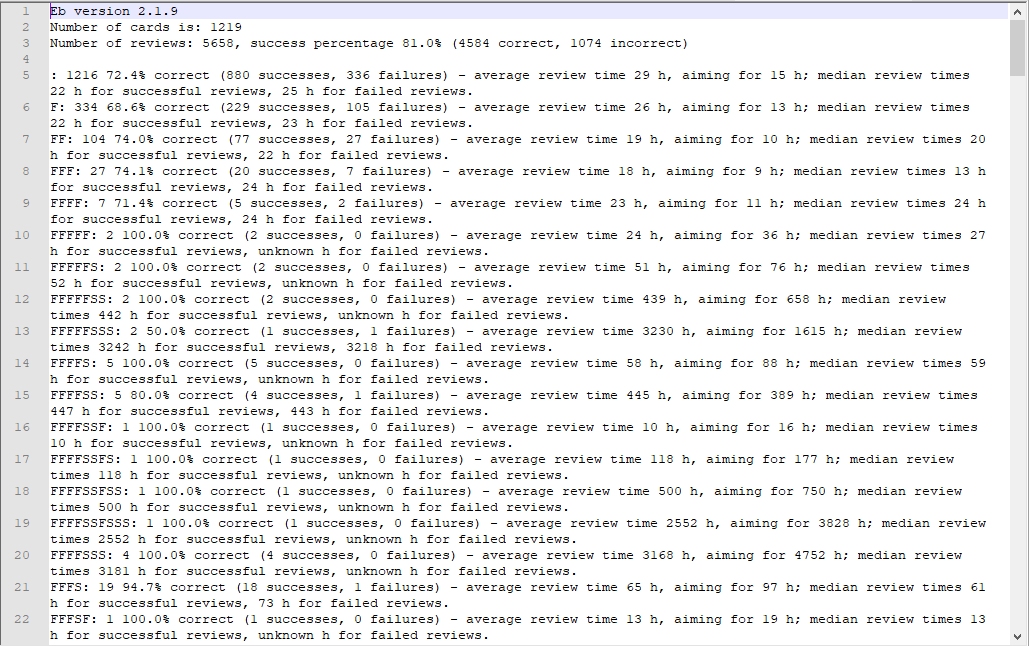 1 Eb version 2.1.9
2 Number of cards is: 1219
3 Number of reviews: 5658, success percentage 81.0% (4584 correct, 1074 incorrect)
4
5 : 1216 72.4% correct (880 successes, 336 failures) - average review time 29 h, aiming for 15 h; median review times
22 h for successful reviews, 25 h for failed reviews.
6 F: 334 68.6% correct (229 successes, 105 failures) - average review time 26 h, aiming for 13 h; median review times
22 h for successful reviews, 23 h for failed reviews.
7 FF: 104 74.0% correct (77 successes, 27 failures) - average review time 19 h, aiming for 10 h; median review times 20
h for successful reviews, 22 h for failed reviews.
8 FFF: 27 74.1% correct (20 successes, 7 failures) - average review time 18 h, aiming for 9 h; median review times 13 h
for successful reviews, 24 h for failed reviews.
9 FFFF: 7 71.4% correct (5 successes, 2 failures) - average review time 23 h, aiming for 11 h; median review times 24 h
for successful reviews, 24 h for failed reviews.
10 FFFFF: 2 100.0% correct (2 successes, 0 failures) - average review time 24 h, aiming for 36 h; median review times 27
h for successful reviews, unknown h for failed reviews.
11 FFFFFS: 2 100.0% correct (2 successes, 0 failures) - average review time 51 h, aiming for 76 h; median review times
52 h for successful reviews, unknown h for failed reviews.
12 FFFFFSS: 2 100.0% correct (2 successes, 0 failures) - average review time 439 h, aiming for 658 h; median review
times 442 h for successful reviews, unknown h for failed reviews.
13 FFFFFSSS: 2 50.0% correct (1 successes, 1 failures) - average review time 3230 h, aiming for 1615 h; median review
times 3242 h for successful reviews, 3218 h for failed reviews.
14 FFFFS: 5 100.0% correct (5 successes, 0 failures) - average review time 58 h, aiming for 88 h; median review times 59
h for successful reviews, unknown h for failed reviews.
15 FFFFSS: 5 80.0% correct (4 successes, 1 failures) - average review time 445 h, aiming for 389 h; median review times
447 h for successful reviews, 443 h for failed reviews.
16 FFFFSSF: 1 100.0% correct (1 successes, 0 failures) - average review time 10 h, aiming for 16 h; median review times
10 h for successful reviews, unknown h for failed reviews.
17 FFFFSSFS: 1 100.0% correct (1 successes, 0 failures) - average review time 118 h, aiming for 177 h; median review
times 118 h for successful reviews, unknown h for failed reviews.
18 FFFFSSFSS: 1 100.0% correct (1 successes, 0 failures) - average review time 500 h, aiming for 750 h; median review
times 500 h for successful reviews, unknown h for failed reviews.
19 FFFFSSFSSS: 1 100.0% correct (1 successes, 0 failures) - average review time 2552 h, aiming for 3828 h; median review
times 2552 h for successful reviews, unknown h for failed reviews.
20 FFFFSSS: 4 100.0% correct (4 successes, 0 failures) - average review time 3168 h, aiming for 4752 h; median review
times 3181 h for successful reviews, unknown h for failed reviews.
21 FFFS: 19 94.7% correct (18 successes, 1 failures) - average review time 65 h, aiming for 97 h; median review times 61
h for successful reviews, 73 h for failed reviews.
22 FFFSF: 1 100.0% correct (1 successes, 0 failures) - average review time 13 h, aiming for 19 h; median review times 13
h for successful reviews, unknown h for failed reviews.